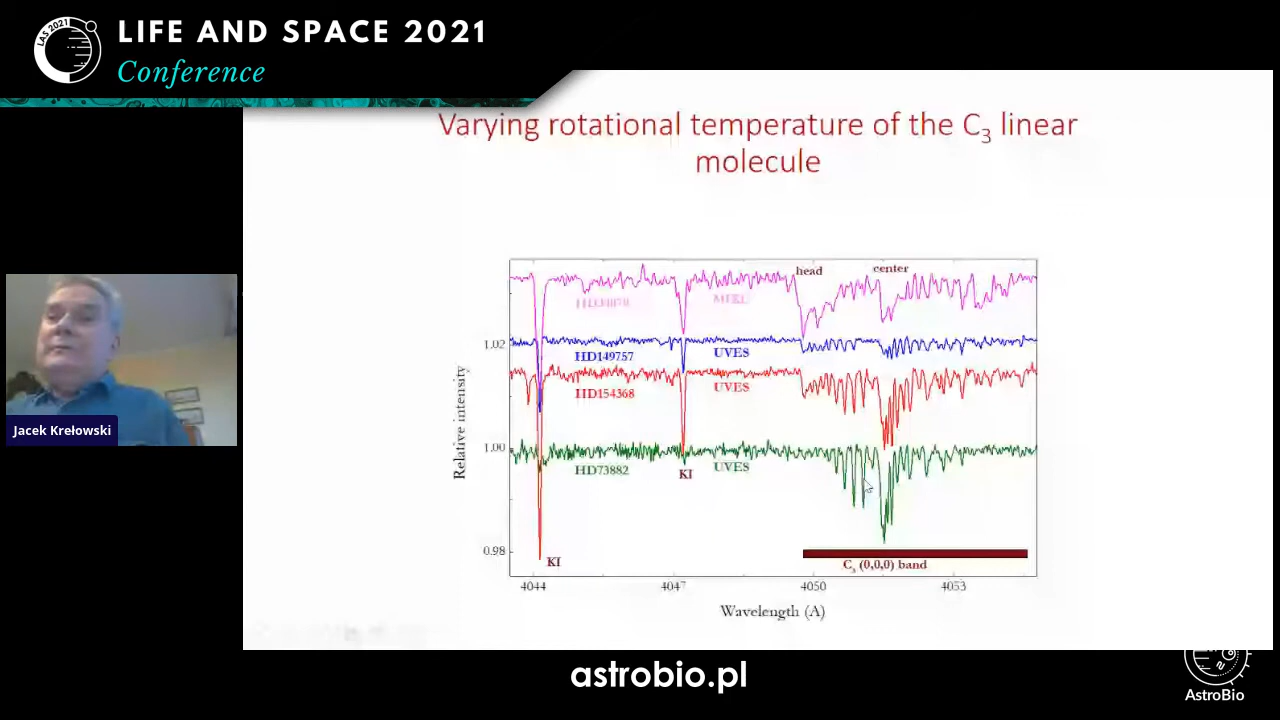 LAS 2021
LIFE AND SPACE 2021
Conference
Varying rotational temperature of the C3 linear
molecule
head
center
1.02
HD149757
UVES
UVES
HD154368
Relative intensity
1.00
HD73882
UVES
KI
0.98
KI
C3 (0,0,0) band
4044
4047
4050
4053
Wavelength (A)
Jacek Krełowski
astrobio.pl
AstroBio